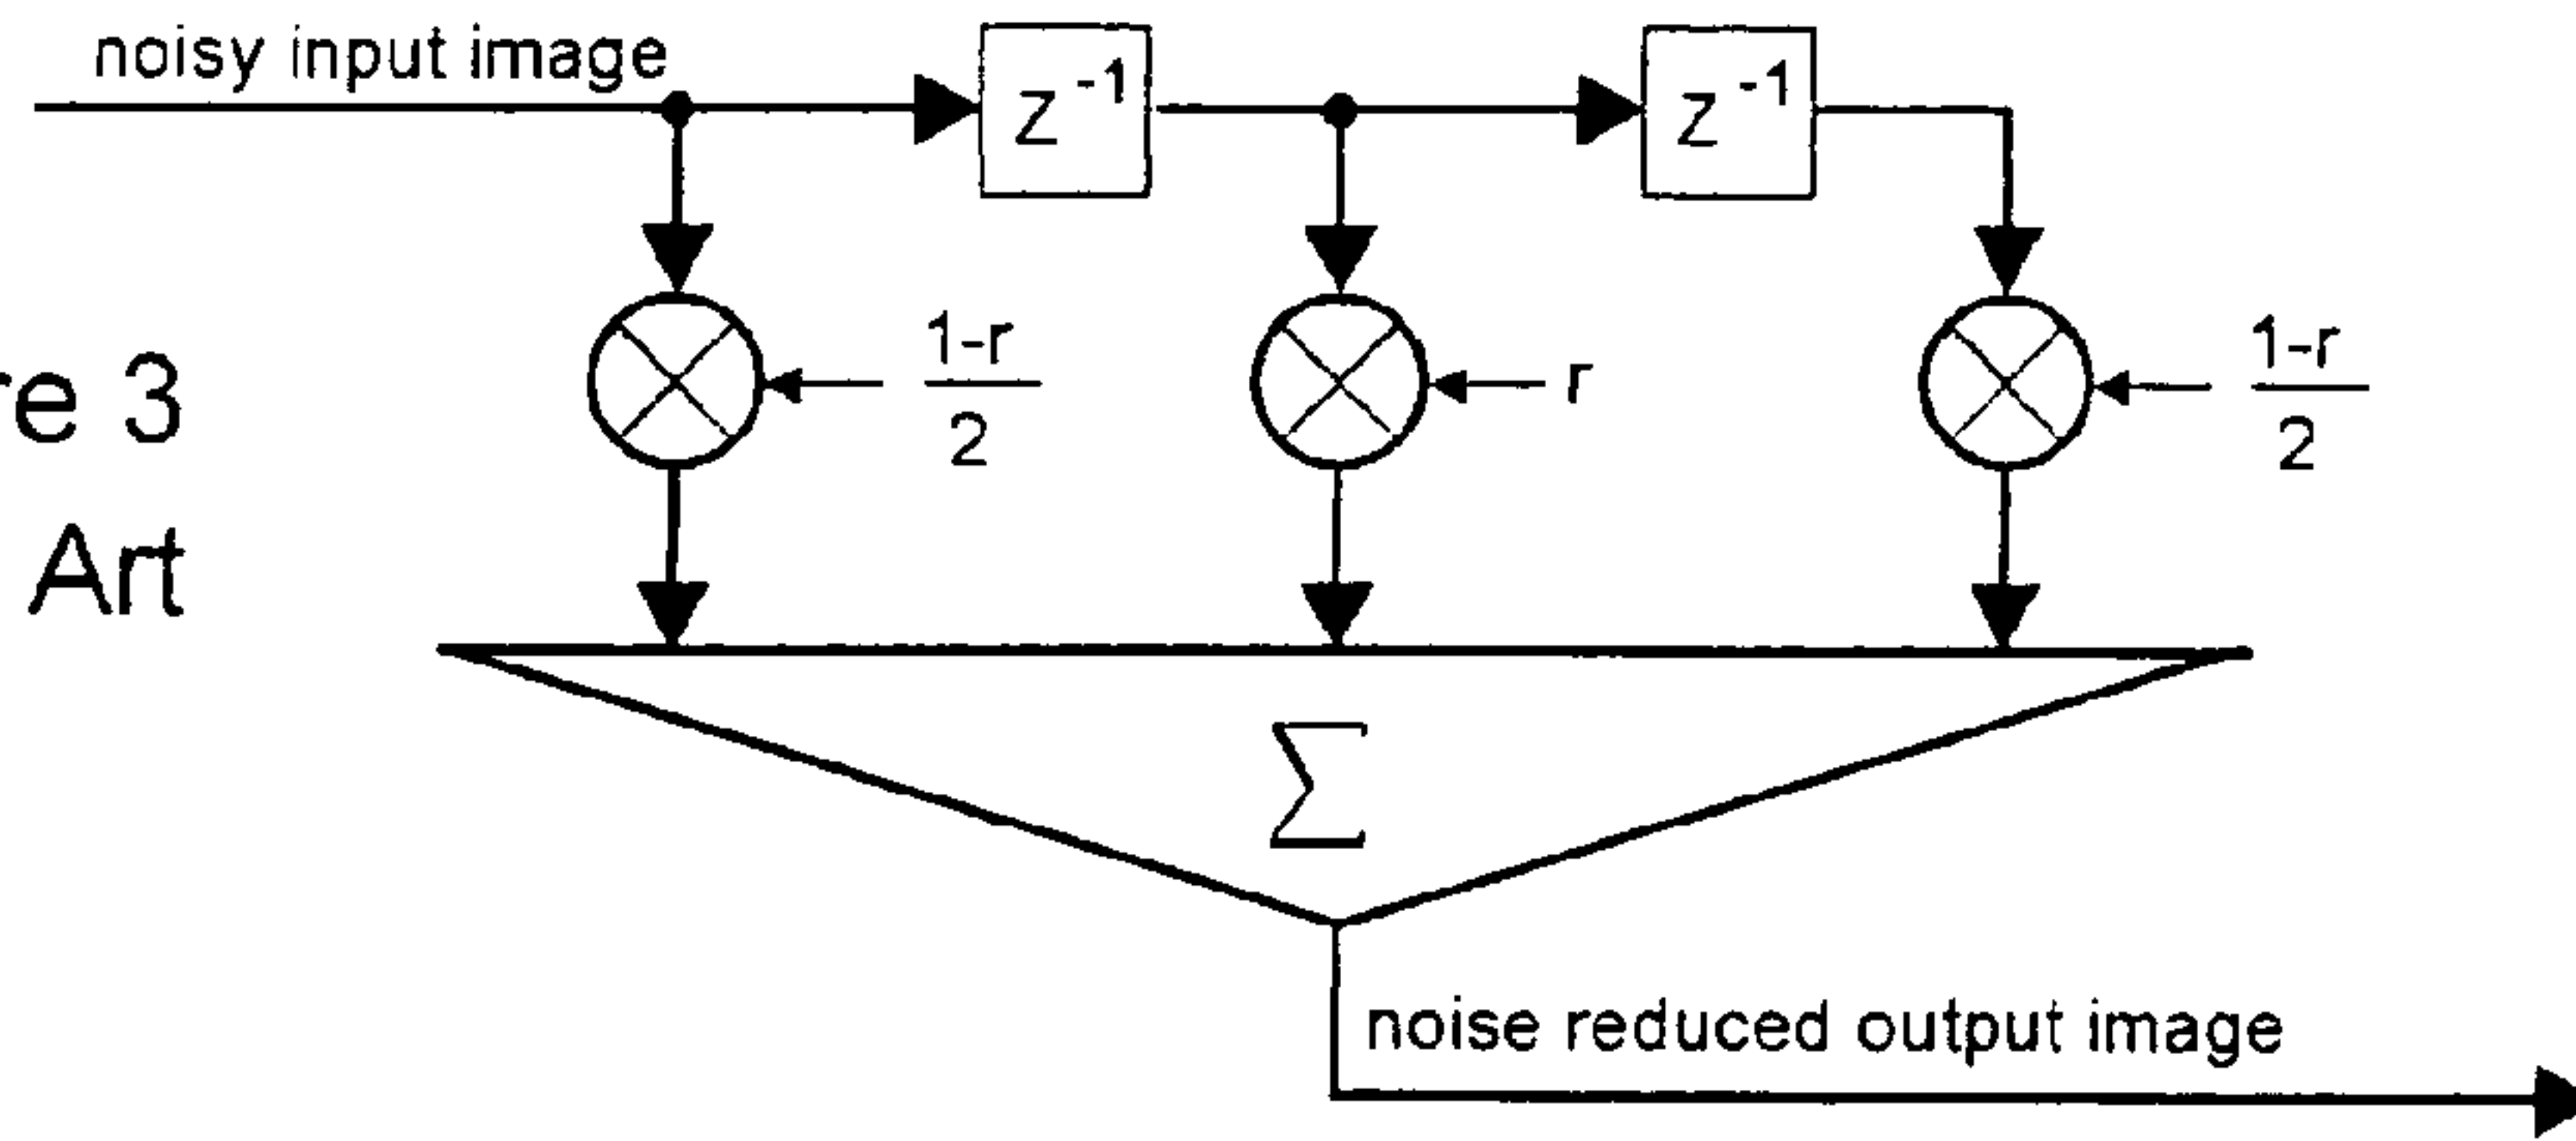 noisy input image
z⁻¹
z⁻¹
1-r
2
r
1-r
2
re 3
Art
Σ
noise reduced output image